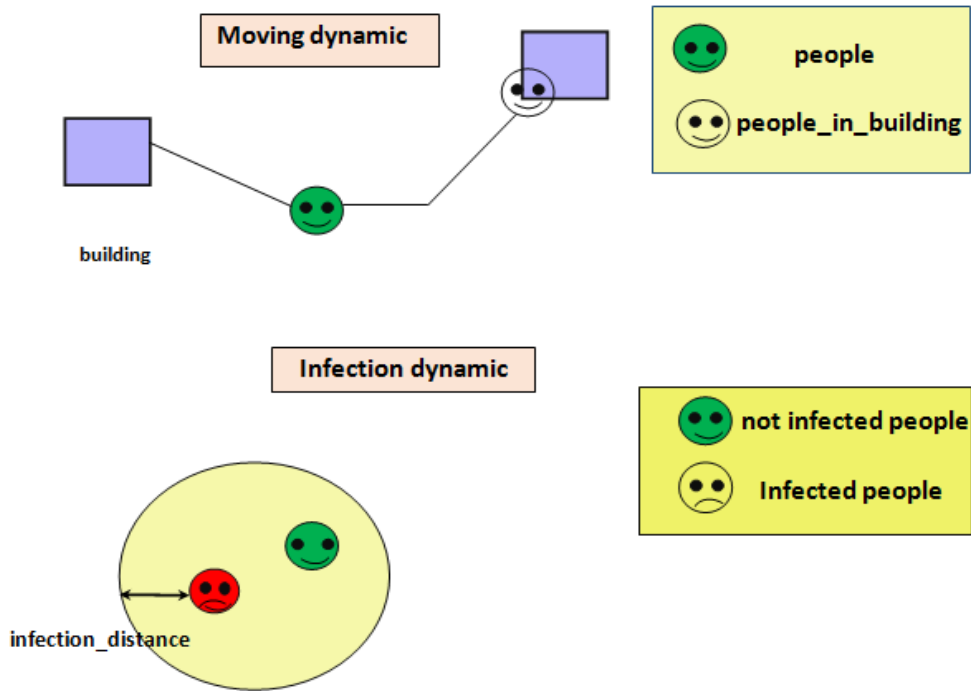 Moving dynamic
people
people_in_building
building
Infection dynamic
not infected people
Infected people
infection_distance